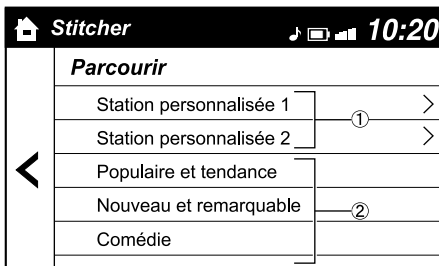 Stitcher 10:20
Parcourir
Station personnalisée 1
①
Station personnalisée 2
Populaire et tendance
Nouveau et remarquable
②
Comédie